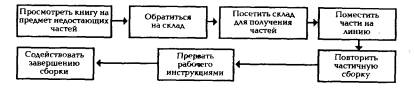 Просмотреть книгу на
предмет недостающих
частей
Обратиться
на склад
Посетить склад
для получения
частей
Поместить
части на
линию
Содействовать
завершению
сборки
Прервать
рабочего
инструкциями
Повторить
частичную
сборку